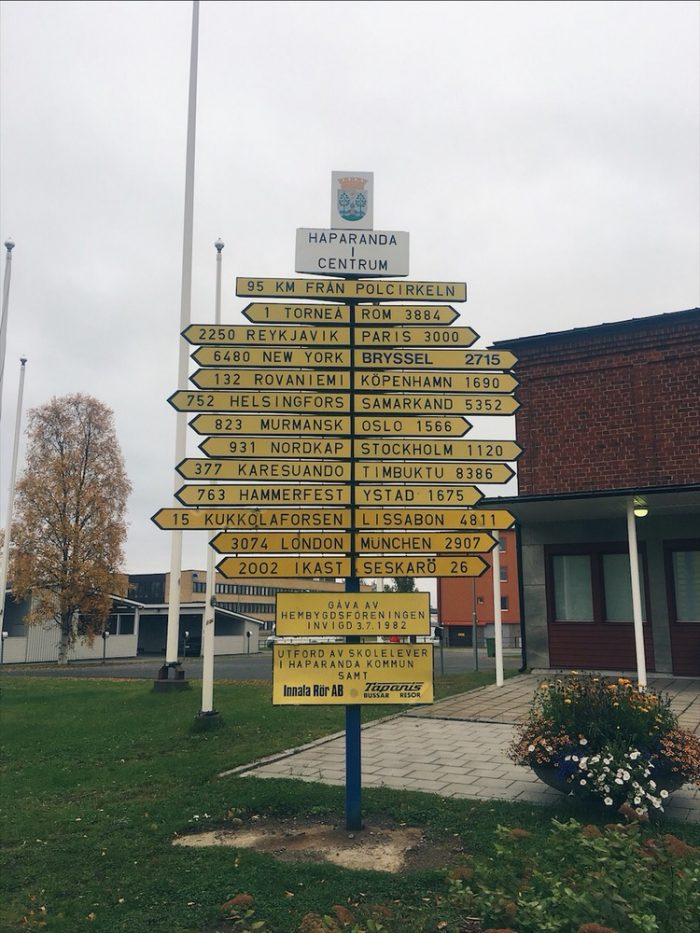 HAPARANDA
I
CENTRUM
95 KM FRÅN POLCIRKELN
1 TORNEÅ ROM 3884
2250 REYKJAVIK PARIS 3000
6480 NEW YORK BRYSSEL 2715
132 ROVANIEMI KÖPENHAMN 1690
752 HELSINGFORS SAMARKAND 5352
823 MURMANSK OSLO 1566
931 NORDKAP STOCKHOLM 1120
377 KARESUANDO TIMBUKTU 8386
763 HAMMERFEST YSTAD 1675
15 KUKKOLAFORSEN LISSABON 4811
3074 LONDON MÜNCHEN 2907
2002 IKAST SESKARÖ 26
GÅVA AV
HEMBYGDSFÖRENINGEN
INVIGD 3.7.1982
UTFORD AV SKOLELEVER
I HAPARANDA KOMMUN
SAMT
Innala Rör AB Tapanis
BUSSAR RESOR